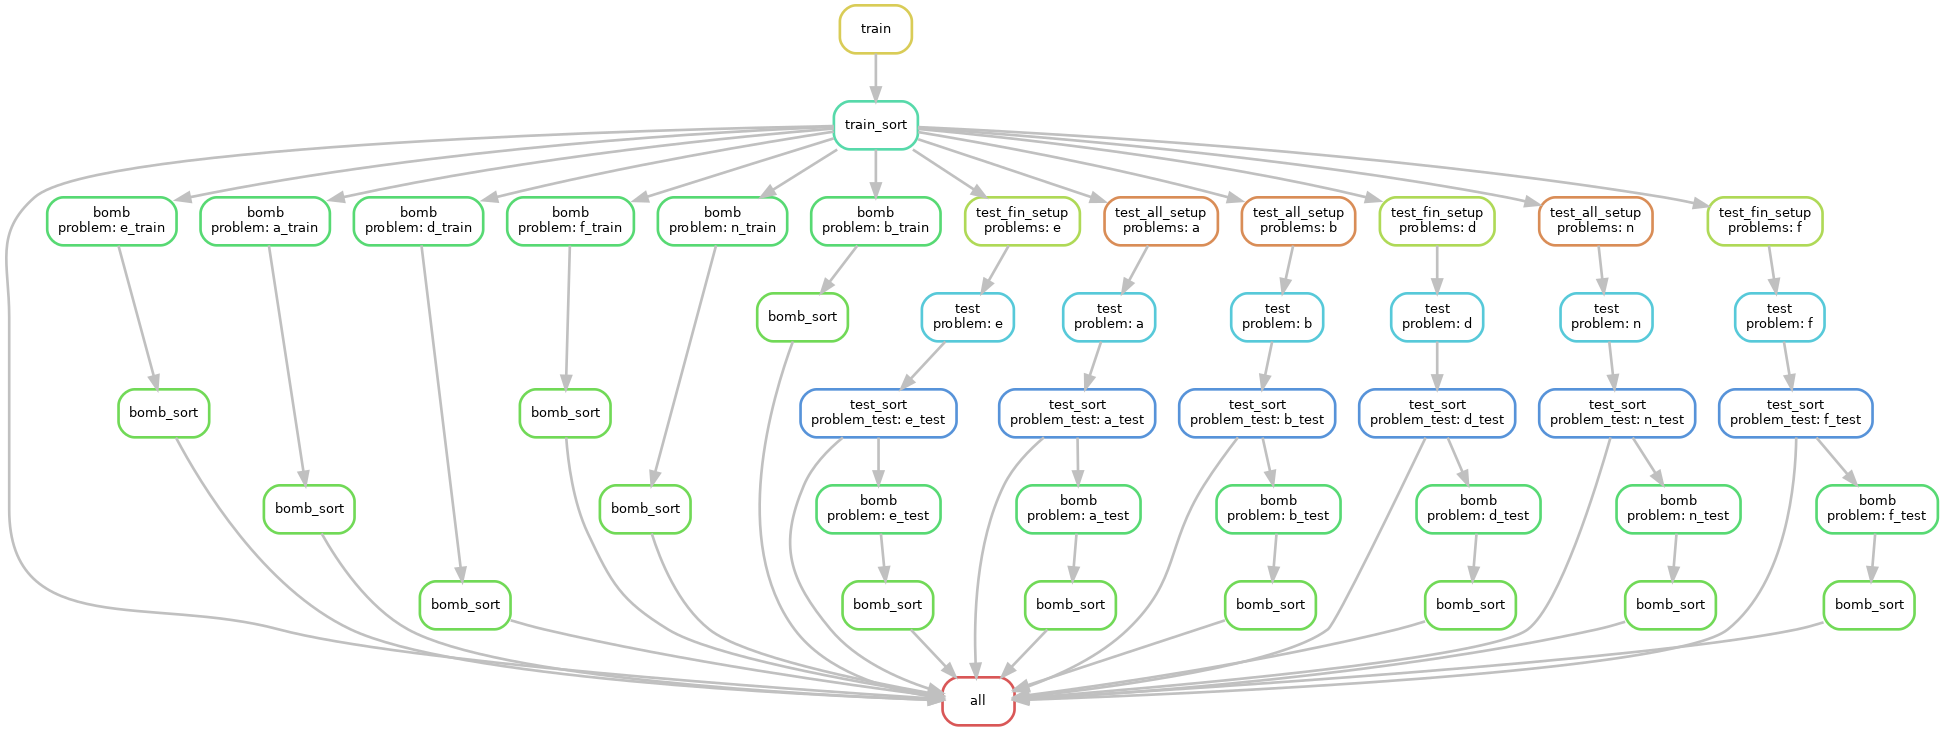 train
train_sort
bomb
problem: e_train
bomb
problem: a_train
bomb
problem: d_train
bomb
problem: f_train
bomb
problem: n_train
bomb
problem: b_train
test_fin_setup
problems: e
test_all_setup
problems: a
test_all_setup
problems: b
test_fin_setup
problems: d
test_all_setup
problems: n
test_fin_setup
problems: f
bomb_sort
test
problem: e
test
problem: a
test
problem: b
test
problem: d
test
problem: n
test
problem: f
bomb_sort
bomb_sort
test_sort
problem_test: e_test
test_sort
problem_test: a_test
test_sort
problem_test: b_test
test_sort
problem_test: d_test
test_sort
problem_test: n_test
test_sort
problem_test: f_test
bomb_sort
bomb_sort
bomb
problem: e_test
bomb
problem: a_test
bomb
problem: b_test
bomb
problem: d_test
bomb
problem: n_test
bomb
problem: f_test
bomb_sort
bomb_sort
bomb_sort
bomb_sort
bomb_sort
bomb_sort
bomb_sort
all